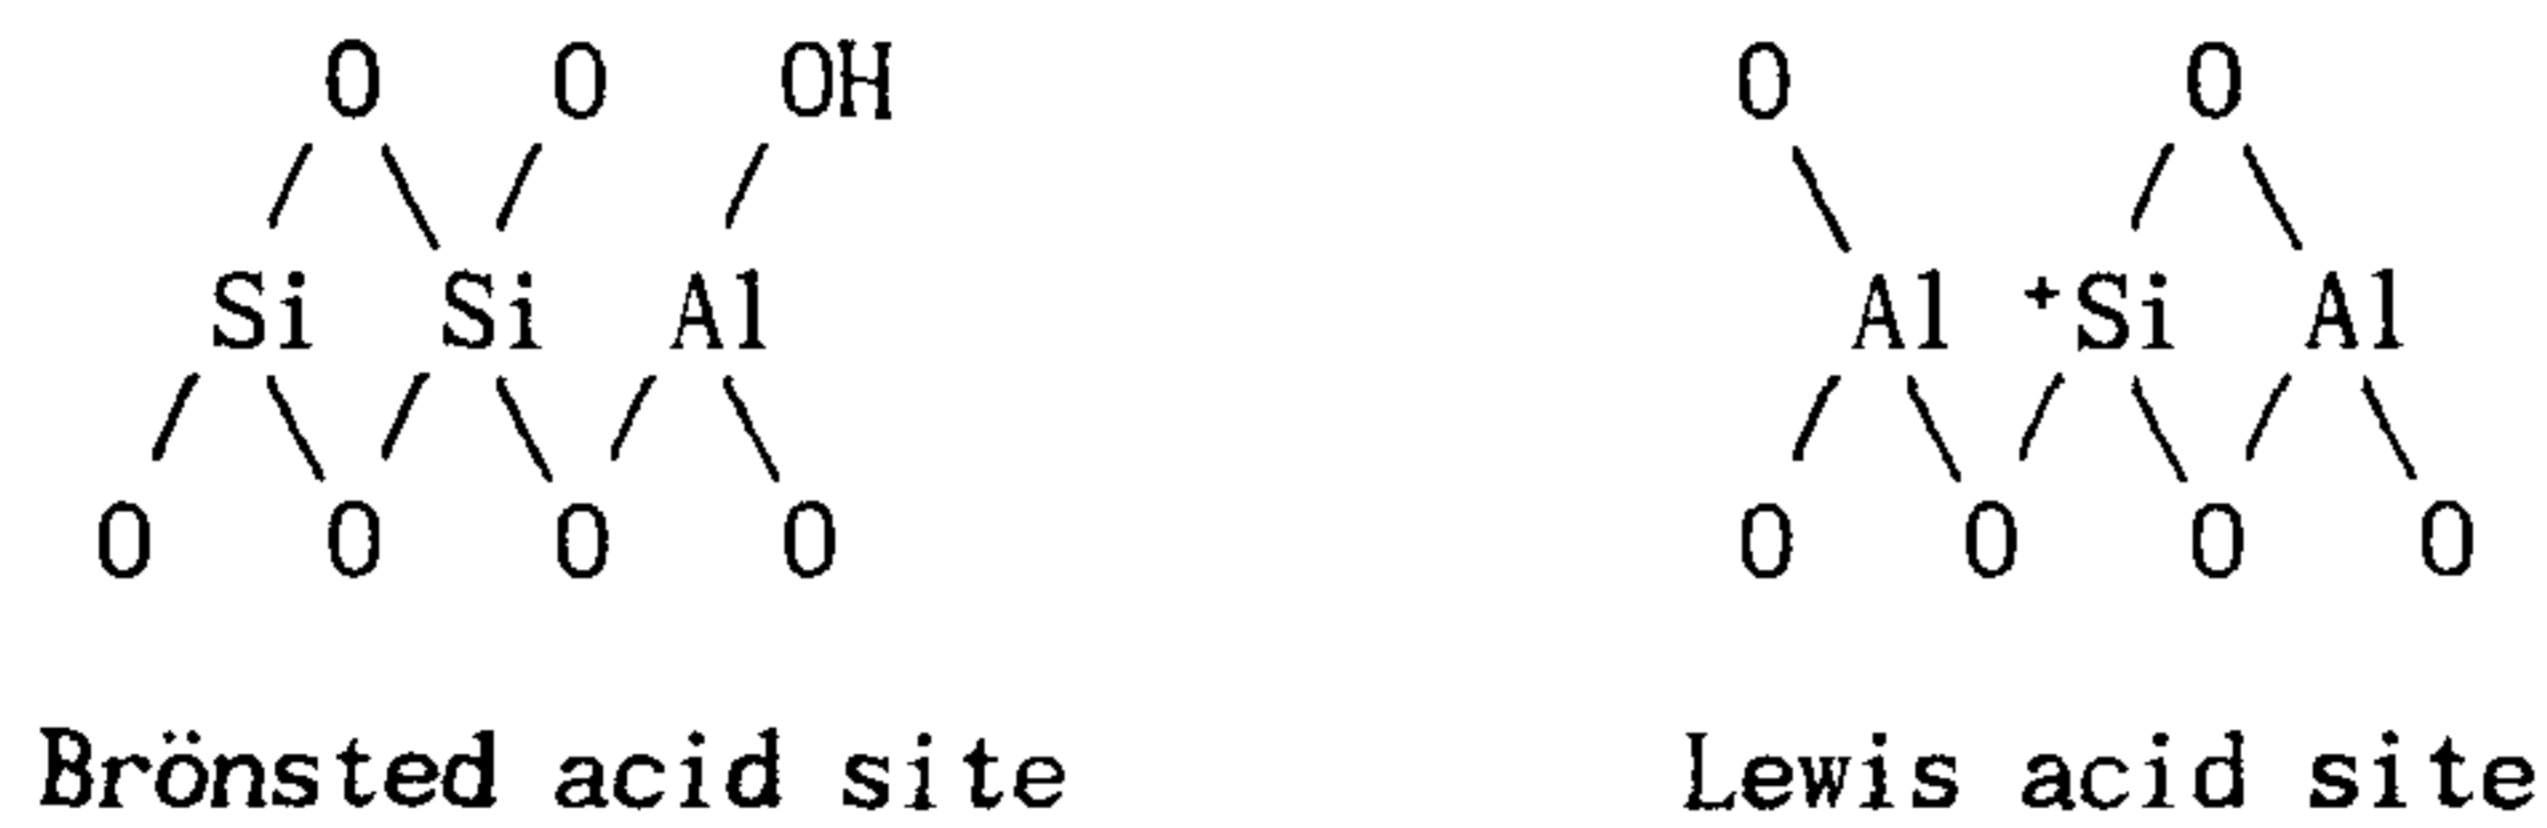 O O OH O O
Si Si Al Al +Si Al
O O O O O O O O
Brönsted acid site Lewis acid site